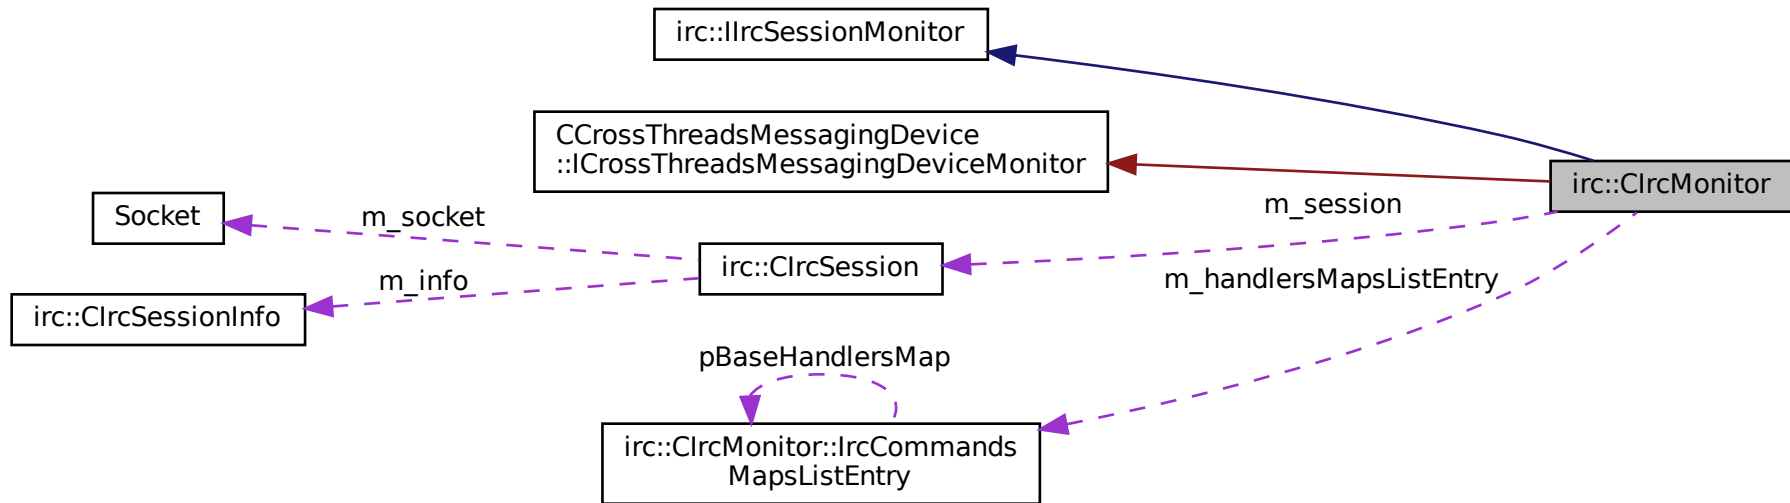 irc::IIrcSessionMonitor
CCrossThreadsMessagingDevice
::ICrossThreadsMessagingDeviceMonitor
irc::CIrcMonitor
Socket
m_socket
m_session
irc::CIrcSession
m_info
m_handlersMapsListEntry
irc::CIrcSessionInfo
pBaseHandlersMap
irc::CIrcMonitor::IrcCommands
MapsListEntry